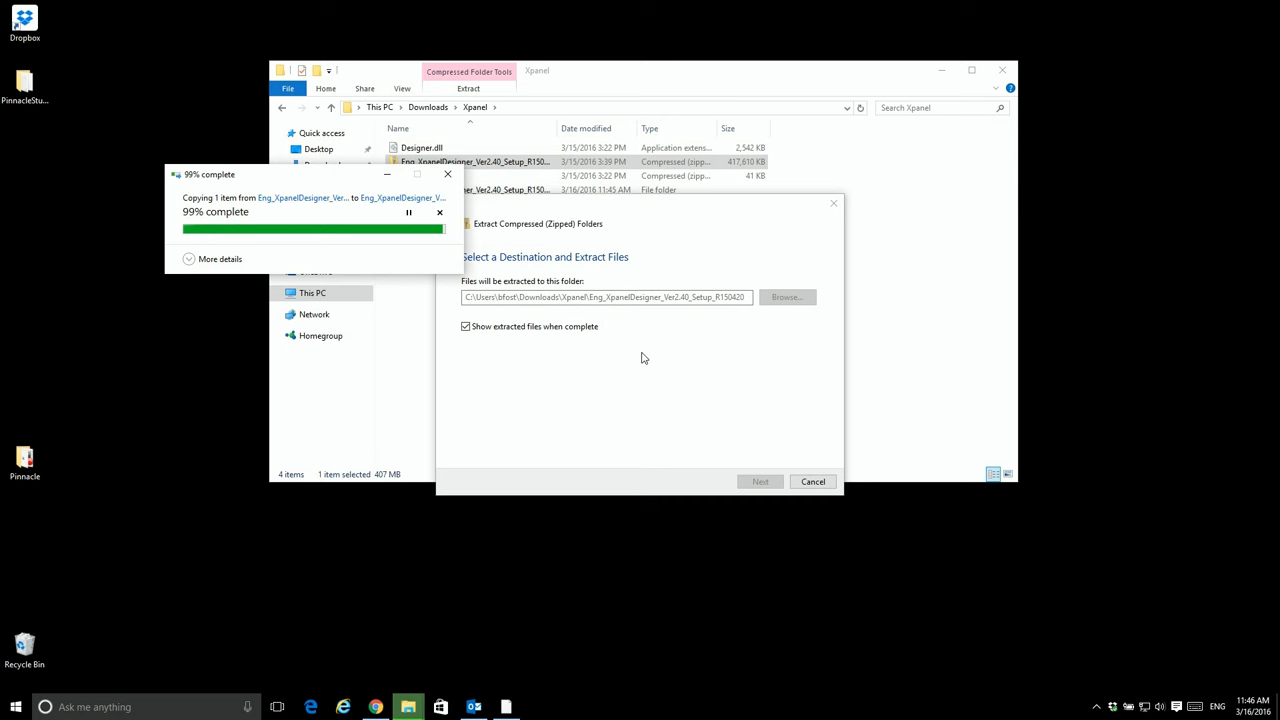 Dropbox
PinnacleStu...
Pinnacle
Recycle Bin
Compressed Folder Tools
Xpanel
File
Home
Share
View
Extract
This PC > Downloads > Xpanel >
Search Xpanel
Quick access
Desktop
This PC
Network
Homegroup
Name
Date modified
Type
Size
Designer.dll 3/15/2016 3:22 PM Application extens... 2,542 KB
Eng_XpanelDesigner_Ver2.40_Setup_R150... 3/15/2016 3:39 PM Compressed (zipp... 417,610 KB
3/15/2016 3:22 PM Compressed (zipp... 41 KB
ner_Ver2.40_Setup_R150... 3/16/2016 11:45 AM File folder
4 items 1 item selected 407 MB
99% complete
Copying 1 item from Eng_XpanelDesigner_Ver... to Eng_XpanelDesigner_V...
99% complete
More details
Extract Compressed (Zipped) Folders
Select a Destination and Extract Files
Files will be extracted to this folder:
C:\Users\bfost\Downloads\Xpanel\Eng_XpanelDesigner_Ver2.40_Setup_R150420
Browse...
Show extracted files when complete
Next
Cancel
Ask me anything
ENG
11:46 AM
3/16/2016